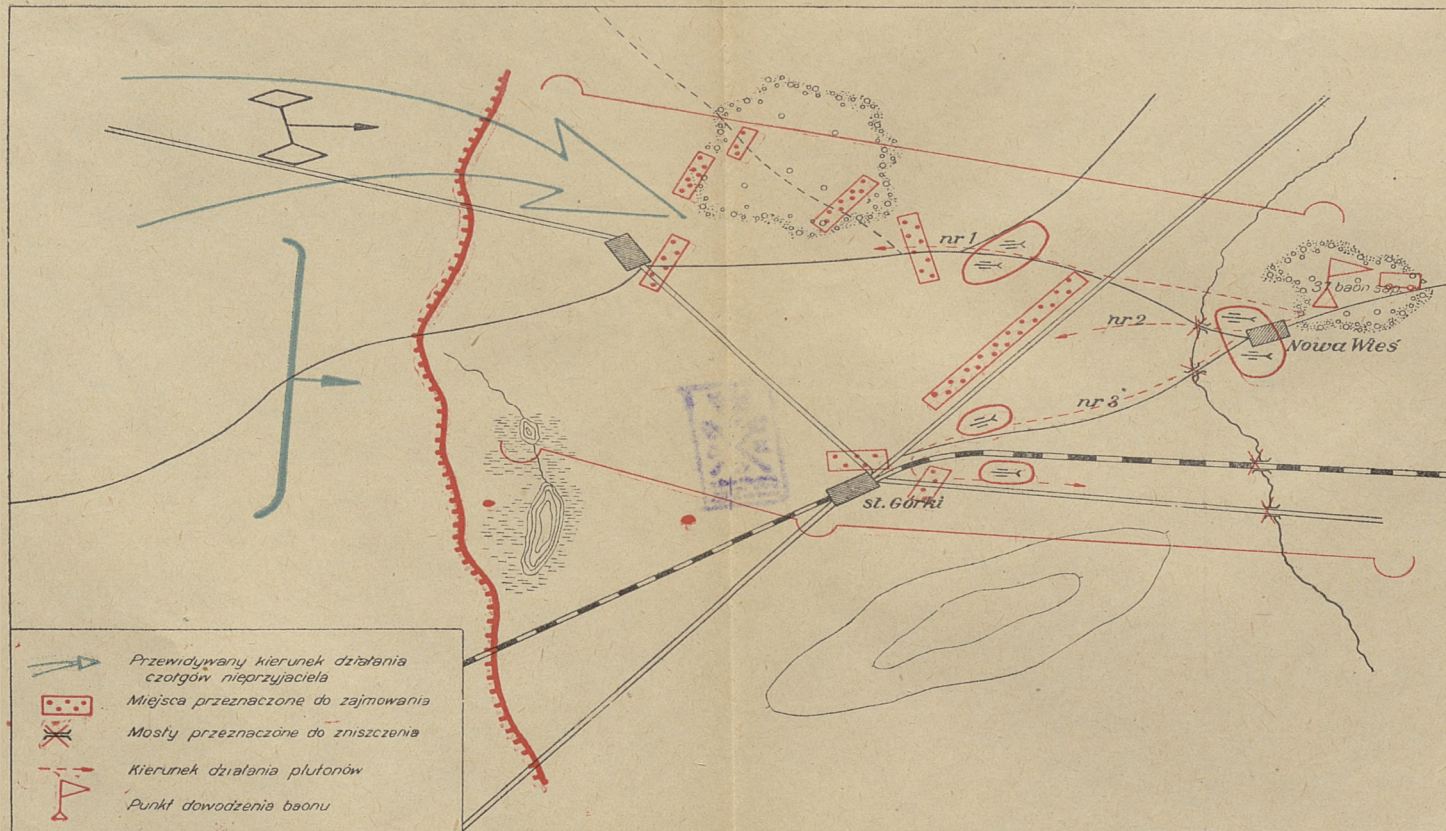 nr 1
37 baon sap.
nr 2
Nowa Wieś
nr 3
st. Górki
Przewidywany kierunek działania
czołgów nieprzyjaciela
Miejsca przeznaczone do zajmowania
Mosty przeznaczone do zniszczenia
Kierunek działania plutonów
Punkt dowodzenia baonu